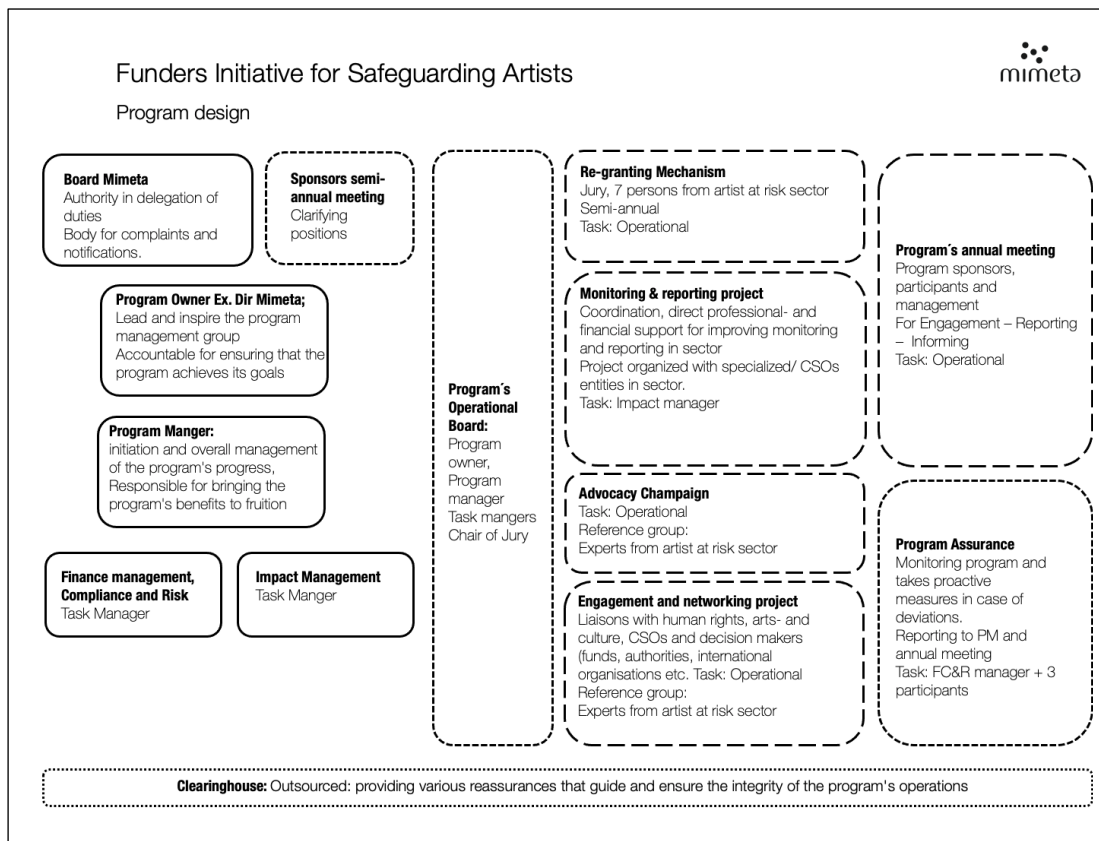 Funders Initiative for Safeguarding Artists
Program design
mimeta
Board Mimeta
Authority in delegation of
duties
Body for complaints and
notifications.
Sponsors semi-
annual meeting
Clarifying
positions
Program Owner Ex. Dir Mimeta;
Lead and inspire the program
management group
Accountable for ensuring that the
program achieves its goals
Program Manger:
initiation and overall management
of the program's progress,
Responsible for bringing the
program's benefits to fruition
Finance management,
Compliance and Risk
Task Manager
Impact Management
Task Manger
Program´s
Operational
Board:
Program
owner,
Program
manager
Task mangers
Chair of Jury
Re-granting Mechanism
Jury, 7 persons from artist at risk sector
Semi-annual
Task: Operational
Monitoring & reporting project
Coordination, direct professional- and
financial support for improving monitoring
and reporting in sector
Project organized with specialized/ CSOs
entities in sector.
Task: Impact manager
Advocacy Champaign
Task: Operational
Reference group:
Experts from artist at risk sector
Engagement and networking project
Liaisons with human rights, arts- and
culture, CSOs and decision makers
(funds, authorities, international
organisations etc. Task: Operational
Reference group:
Experts from artist at risk sector
Program´s annual meeting
Program sponsors,
participants and
management
For Engagement – Reporting
– Informing
Task: Operational
Program Assurance
Monitoring program and
takes proactive
measures in case of
deviations.
Reporting to PM and
annual meeting
Task: FC&R manager + 3
participants
Clearinghouse: Outsourced: providing various reassurances that guide and ensure the integrity of the program's operations